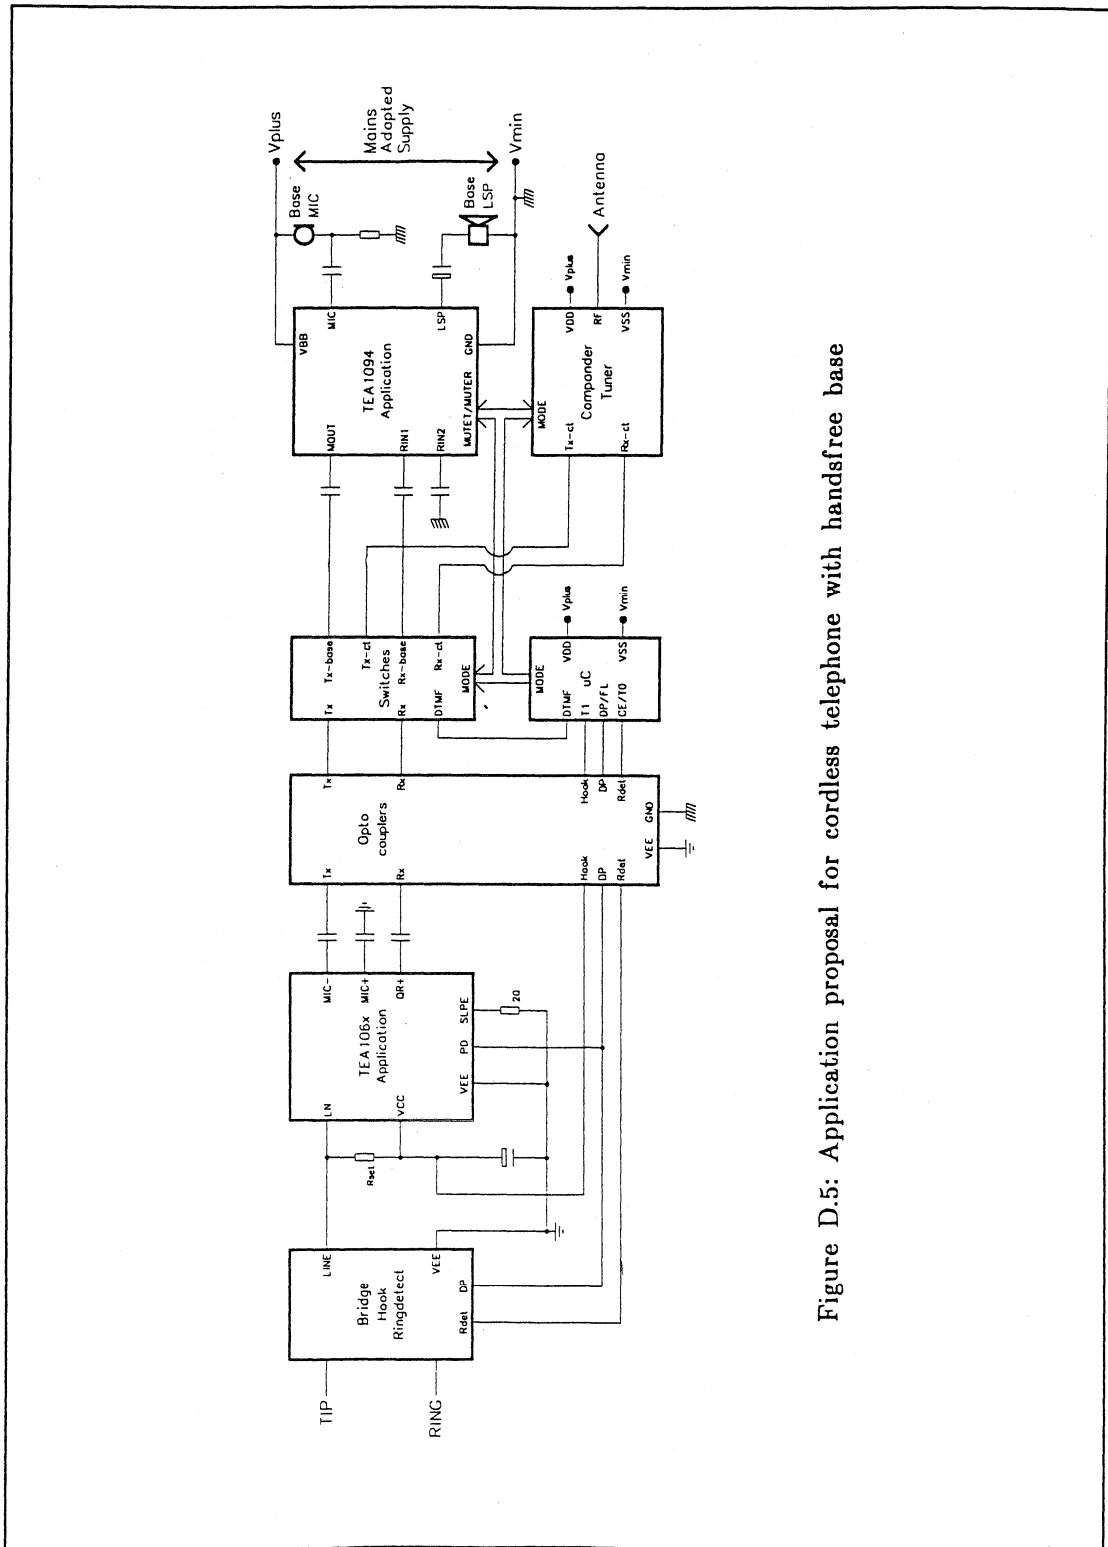 TIP
RING
Bridge
Hook
Ringdetect
LINE
VEE
Rdet
DP
Rset
TEA106x
Application
LN
VCC
MIC-
MIC+
QR+
VEE
PD
SLPE
20
Opto
couplers
Tx
Rx
Hook
DP
Rdet
VEE
GND
Tx
Rx
Hook
DP
Rdet
Switches
Tx
Rx
DTMF
Tx-base
Tx-ct
Rx-base
Rx-ct
MODE
uC
DTMF
T1
DP/FL
CE/T0
MODE
VDD
VSS
Vplus
Vmin
TEA1094
Application
MOUT
RIN1
RIN2
MUTET/MUTER
VBB
MIC
LSP
GND
Compander
Tuner
MODE
Tx-ct
Rx-ct
VDD
RF
VSS
Vplus
Vmin
Antenna
Base
MIC
Base
LSP
Vplus
Mains
Adapted
Supply
Vmin
Figure D.5: Application proposal for cordless telephone with handsfree base